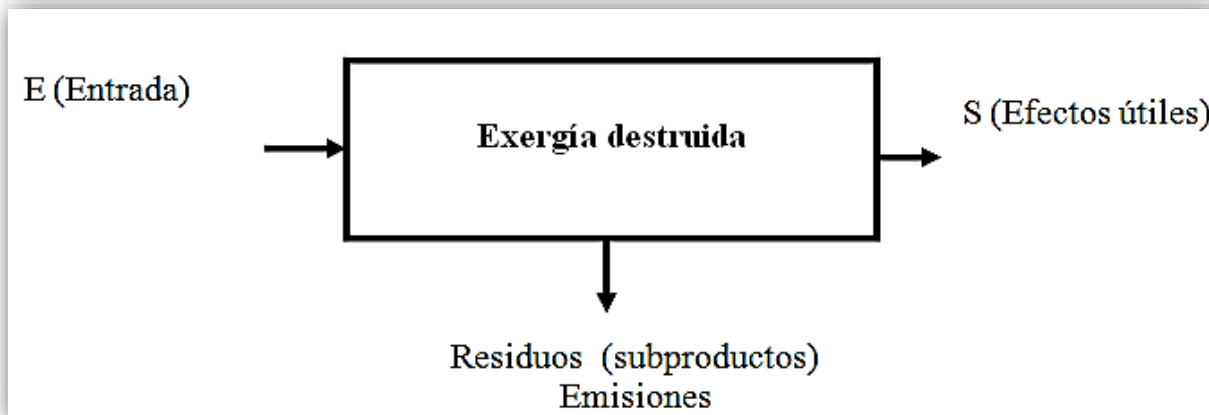 E (Entrada)
Exergía destruida
S (Efectos útiles)
Residuos (subproductos)
Emisiones